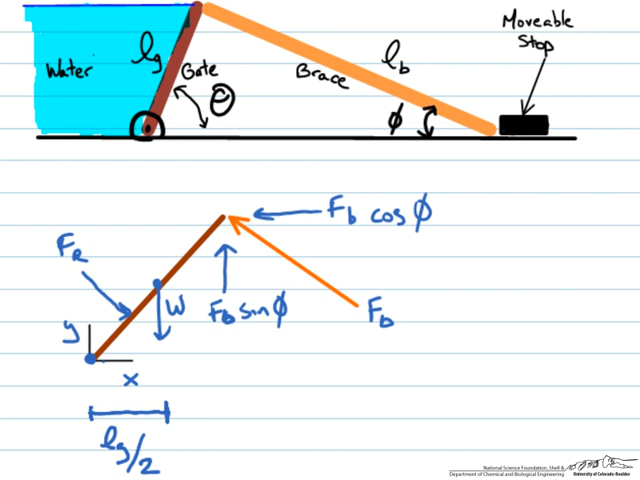 Moveable
Stop
Water
lg
Gate
θ
Brace
lb
ϕ
Fb cos ϕ
FR
W
Fb sin ϕ
Fb
y
x
lg/2
National Science Foundation, Shell &
Department of Chemical and Biological Engineering
University of Colorado Boulder